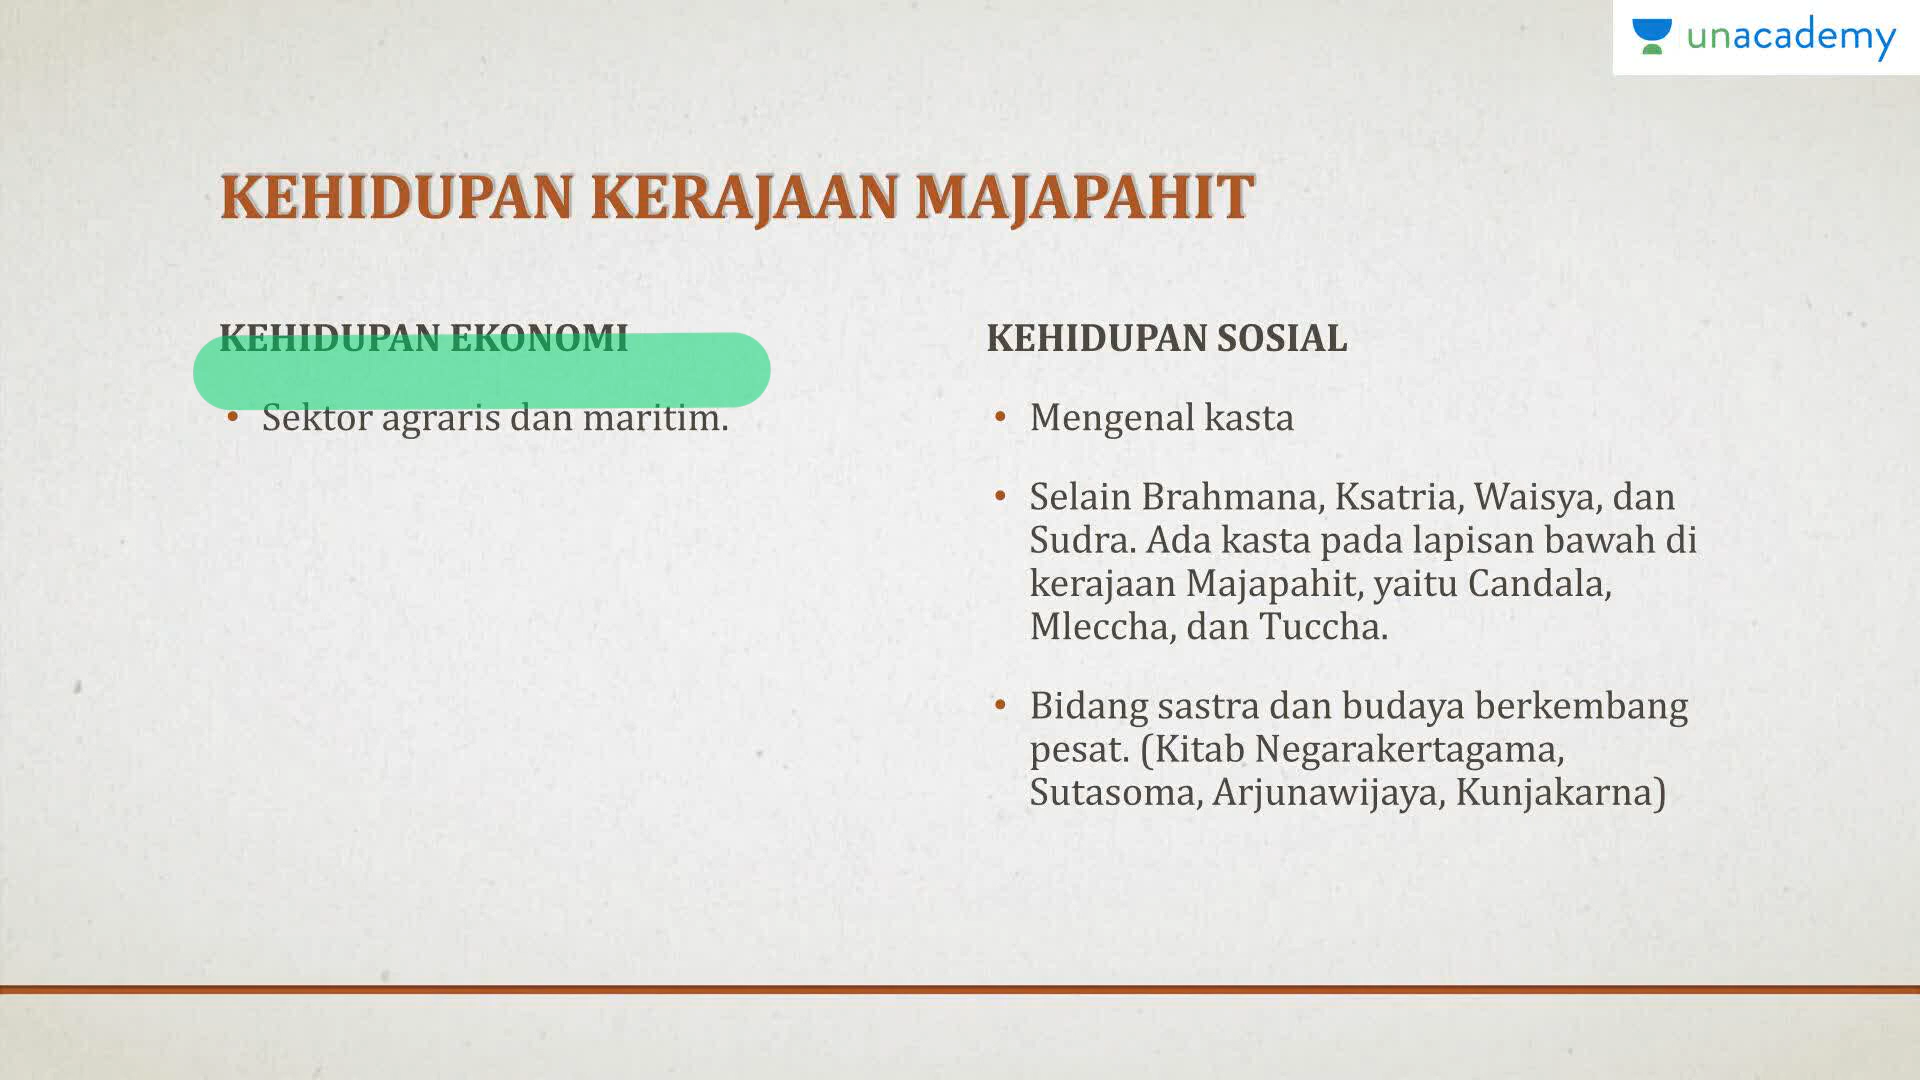 unacademy
KEHIDUPAN KERAJAAN MAJAPAHIT
KEHIDUPAN EKONOMI
• Sektor agraris dan maritim.
KEHIDUPAN SOSIAL
• Mengenal kasta
• Selain Brahmana, Ksatria, Waisya, dan
Sudra. Ada kasta pada lapisan bawah di
kerajaan Majapahit, yaitu Candala,
Mleccha, dan Tuccha.
• Bidang sastra dan budaya berkembang
pesat. (Kitab Negarakertagama,
Sutasoma, Arjunawijaya, Kunjakarna)